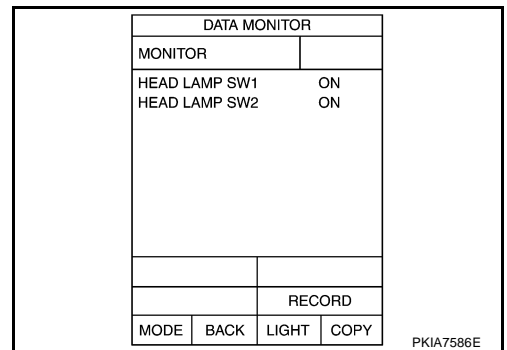 DATA MONITOR
MONITOR
HEAD LAMP SW1 ON
HEAD LAMP SW2 ON
RECORD
MODE BACK LIGHT COPY
PKIA7586E